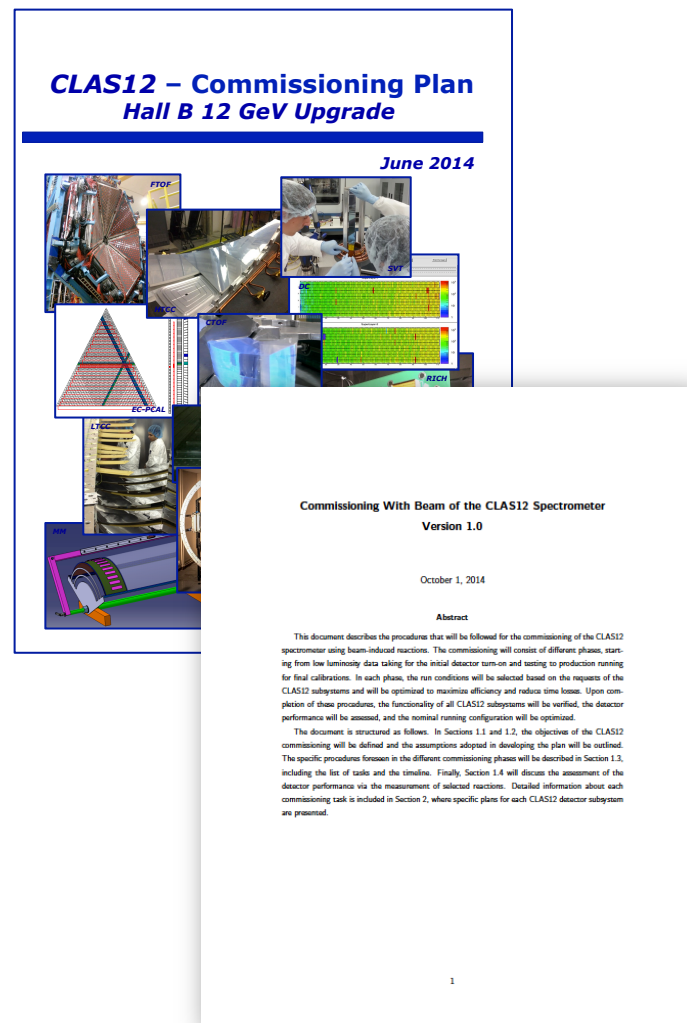 CLAS12 – Commissioning Plan
Hall B 12 GeV Upgrade
June 2014
FTOF
HTCC
SVT
DC
CTOF
RICH
EC-PCAL
LTCC
MM
Commissioning With Beam of the CLAS12 Spectrometer
Version 1.0
October 1, 2014
Abstract
This document describes the procedures that will be followed for the commissioning of the CLAS12
spectrometer using beam-induced reactions. The commissioning will consist of different phases, start-
ing from low luminosity data taking for the initial detector turn-on and testing to production running
for final calibrations. In each phase, the run conditions will be selected based on the requests of the
CLAS12 subsystems and will be optimized to maximize efficiency and reduce time losses. Upon com-
pletion of these procedures, the functionality of all CLAS12 subsystems will be verified, the detector
performance will be assessed, and the nominal running configuration will be optimized.
The document is structured as follows. In Sections 1.1 and 1.2, the objectives of the CLAS12
commissioning will be defined and the assumptions adopted in developing the plan will be outlined.
The specific procedures foreseen in the different commissioning phases will be described in Section 1.3,
including the list of tasks and the timeline. Finally, Section 1.4 will discuss the assessment of the
detector performance via the measurement of selected reactions. Detailed information about each
commissioning task is included in Section 2, where specific plans for each CLAS12 detector subsystem
are presented.
1